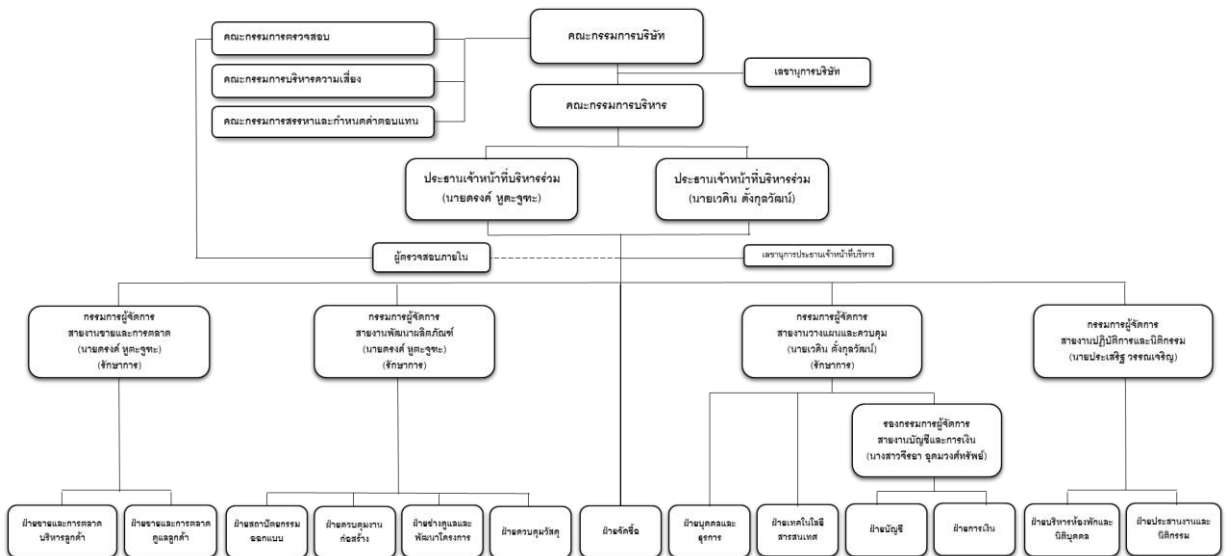 คณะกรรมการตรวจสอบ
คณะกรรมการบริษัท
คณะกรรมการบริหารความเสี่ยง
เลขานุการบริษัท
คณะกรรมการสรรหาและกำหนดค่าตอบแทน
คณะกรรมการบริหาร
ประธานเจ้าหน้าที่บริหารร่วม
(นายดรงค์ หุตะจูฑะ)
ประธานเจ้าหน้าที่บริหารร่วม
(นายเวคิน ตั้งกุลวัฒน์)
ผู้ตรวจสอบภายใน
เลขานุการประธานเจ้าหน้าที่บริหาร
กรรมการผู้จัดการ
สายงานขายและการตลาด
(นายดรงค์ หุตะจูฑะ)
(รักษาการ)
กรรมการผู้จัดการ
สายงานพัฒนาผลิตภัณฑ์
(นายดรงค์ หุตะจูฑะ)
(รักษาการ)
กรรมการผู้จัดการ
สายงานวางแผนและควบคุม
(นายเวคิน ตั้งกุลวัฒน์)
(รักษาการ)
กรรมการผู้จัดการ
สายงานปฏิบัติการและนิติกรรม
(นายประเสริฐ วรรณเจริญ)
รองกรรมการผู้จัดการ
สายงานบัญชีและการเงิน
(นางสาวจีรยา อุดมวงศ์ทรัพย์)
ฝ่ายขายและการตลาด
บริหารลูกค้า
ฝ่ายขายและการตลาด
ดูแลลูกค้า
ฝ่ายสถาปัตยกรรม
ออกแบบ
ฝ่ายควบคุมงาน
ก่อสร้าง
ฝ่ายช่างดูแลและ
พัฒนาโครงการ
ฝ่ายควบคุมวัสดุ
ฝ่ายจัดซื้อ
ฝ่ายบุคคลและ
ธุรการ
ฝ่ายเทคโนโลยี
สารสนเทศ
ฝ่ายบัญชี
ฝ่ายการเงิน
ฝ่ายบริหารห้องพักและ
นิติบุคคล
ฝ่ายประสานงานและ
นิติกรรม